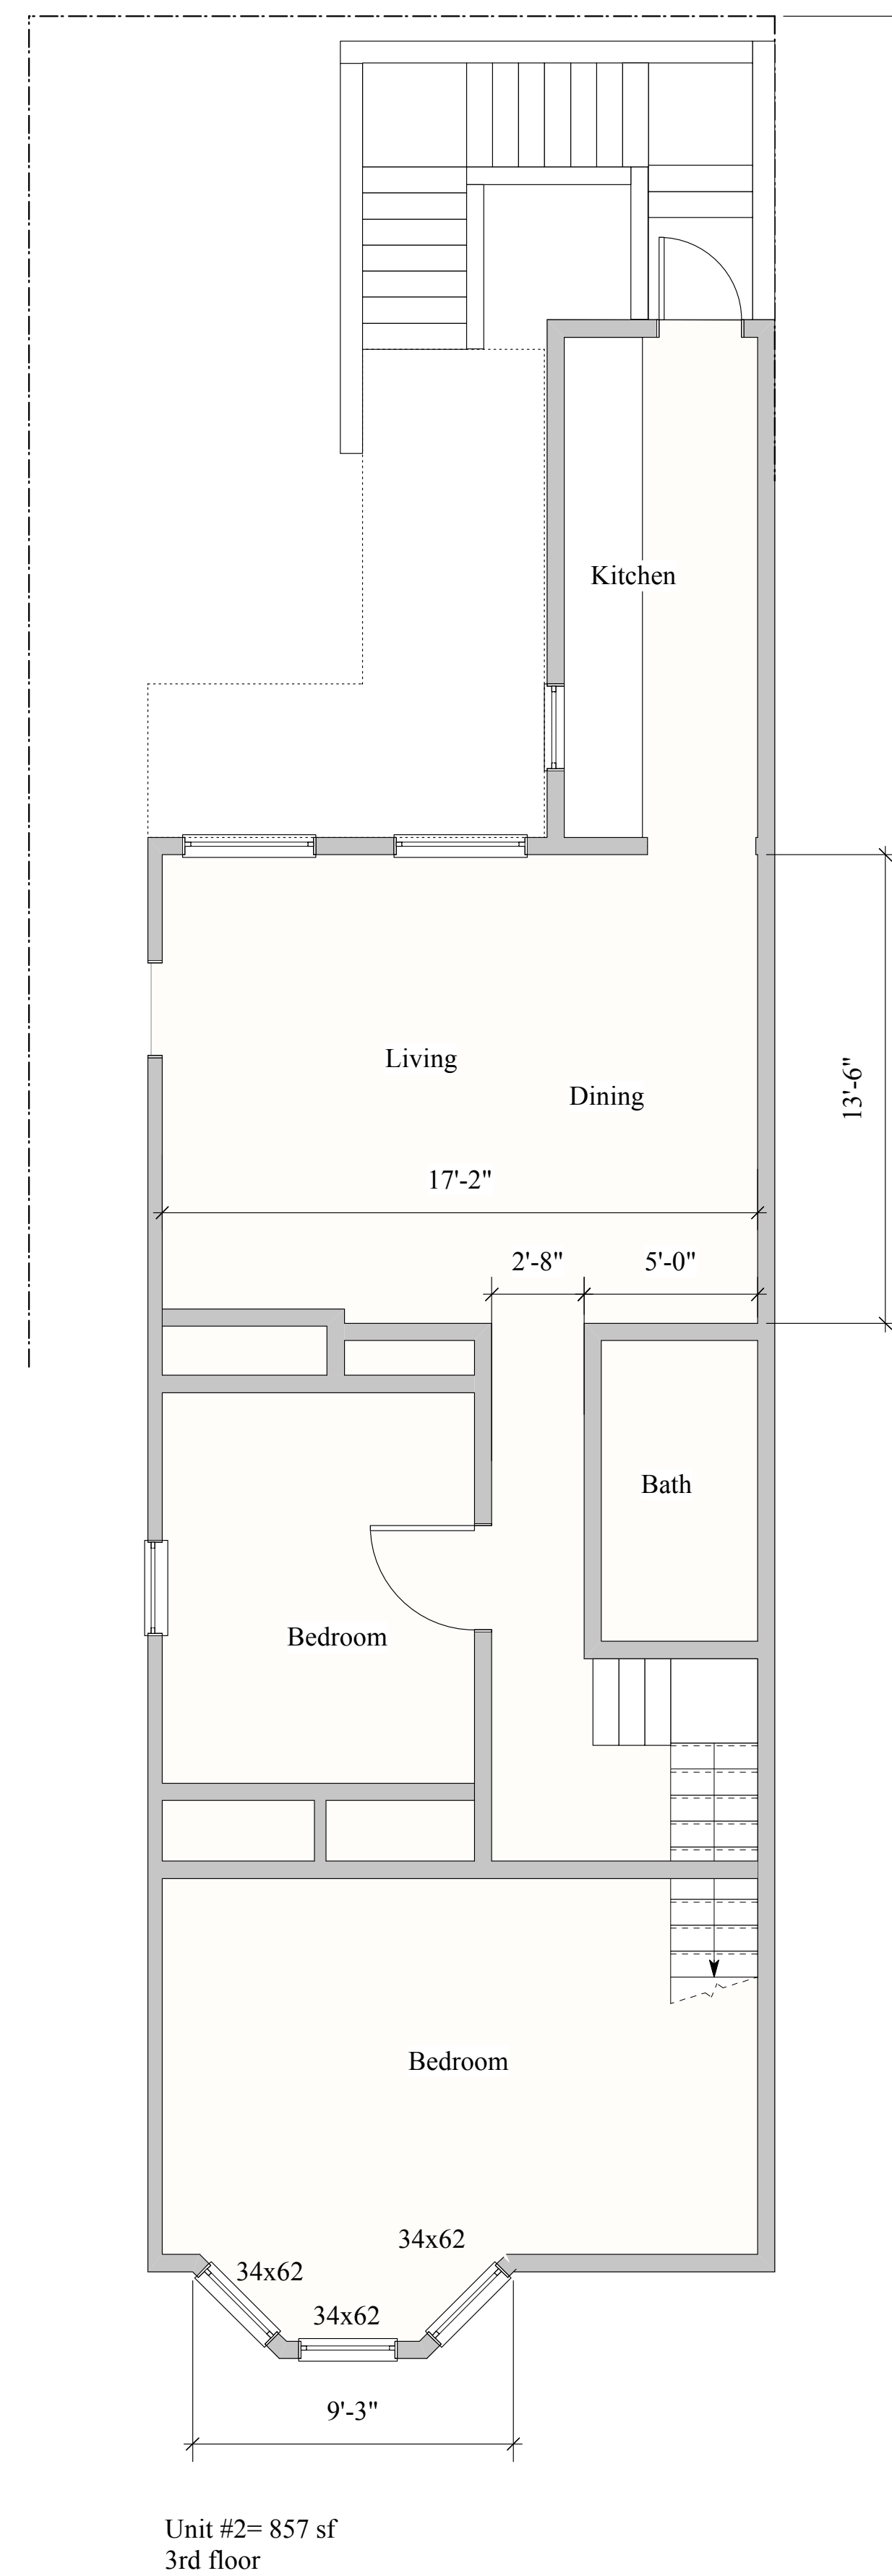 Kitchen
Living
Dining
13'-6"
17'-2"
2'-8"
5'-0"
Bath
Bedroom
Bedroom
34x62
34x62
34x62
9'-3"
Unit #2= 857 sf
3rd floor